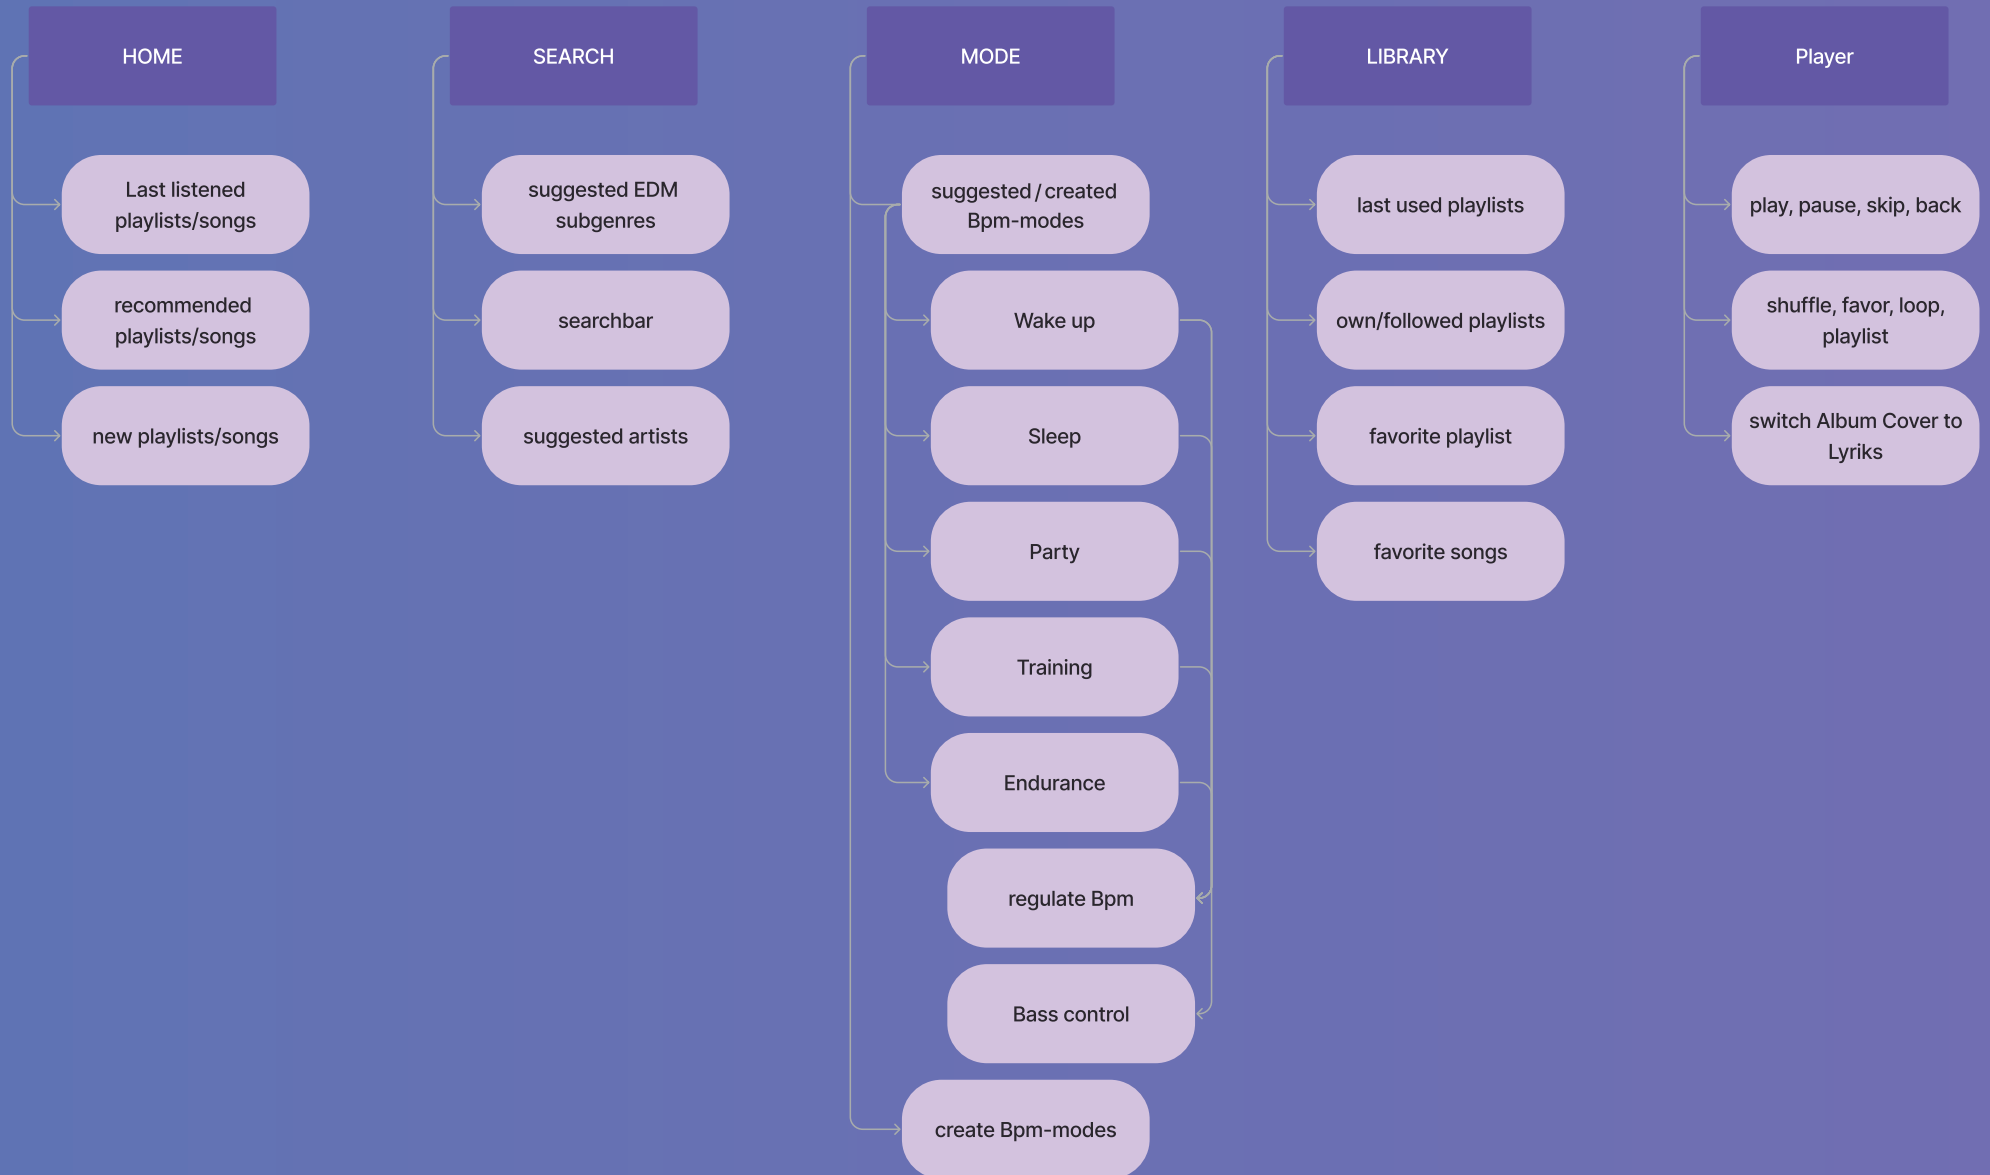 HOME
Last listened
playlists/songs
recommended
playlists/songs
new playlists/songs
SEARCH
suggested EDM
subgenres
searchbar
suggested artists
MODE
suggested/created
Bpm-modes
Wake up
Sleep
Party
Training
Endurance
regulate Bpm
Bass control
create Bpm-modes
LIBRARY
last used playlists
own/followed playlists
favorite playlist
favorite songs
Player
play, pause, skip, back
shuffle, favor, loop,
playlist
switch Album Cover to
Lyriks